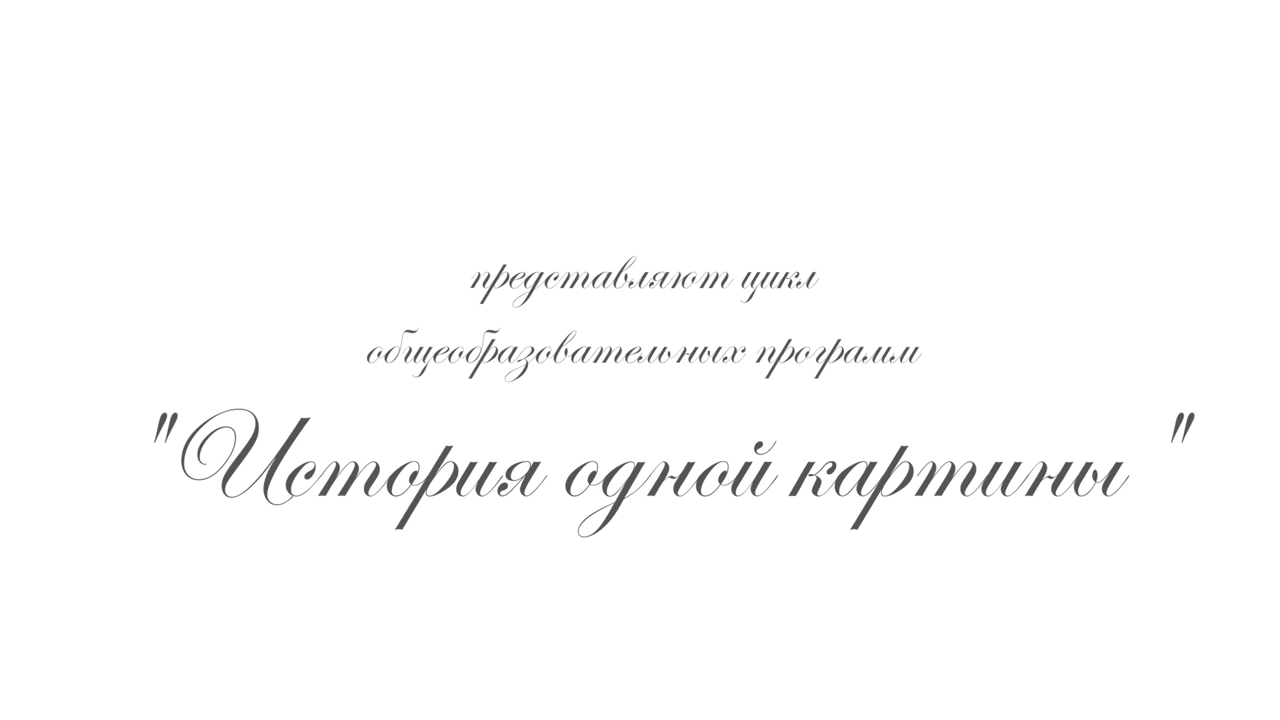 представляют цикл
общеобразовательных программ
"История одной картины "